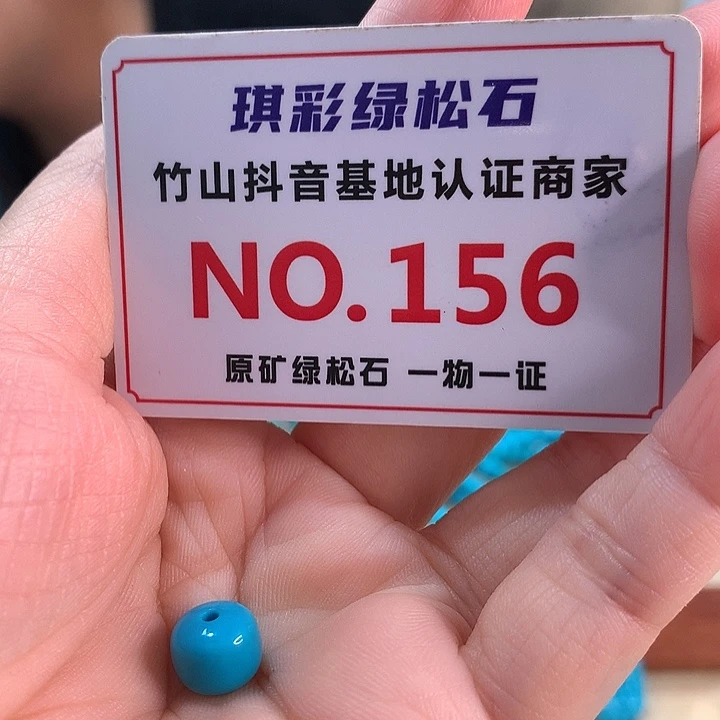 琪彩绿松石
竹山抖音基地认证商家
NO.156
原矿绿松石 一物一证